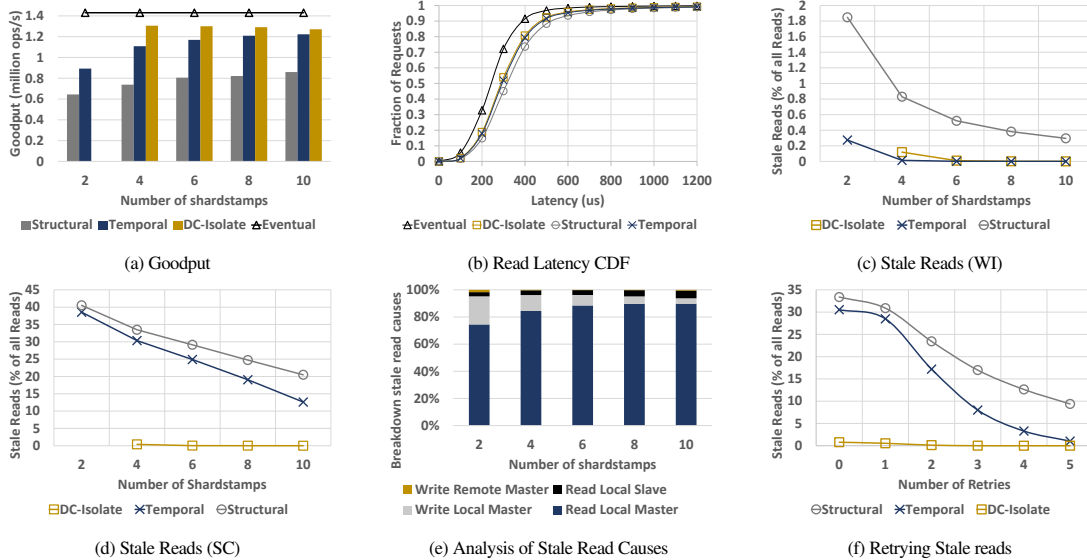 Goodput (million ops/s)
1.4
1.2
1
0.8
0.6
0.4
0.2
0
2 4 6 8 10
Number of shardstamps
Structural Temporal DC-Isolate Eventual
(a) Goodput
Fraction of Requests
1
0.9
0.8
0.7
0.6
0.5
0.4
0.3
0.2
0.1
0
0 200 400 600 800 1000 1200
Latency (us)
Eventual DC-Isolate Structural Temporal
(b) Read Latency CDF
Stale Reads (% of all Reads)
2
1.8
1.6
1.4
1.2
1
0.8
0.6
0.4
0.2
0
2 4 6 8 10
Number of Shardstamps
DC-Isolate Temporal Structural
(c) Stale Reads (WI)
Stale Reads (% of all Reads)
45
40
35
30
25
20
15
10
5
0
2 4 6 8 10
Number of Shardstamps
DC-Isolate Temporal Structural
(d) Stale Reads (SC)
Breakdown stale read causes
100%
80%
60%
40%
20%
0%
2 4 6 8 10
Number of shardstamps
Write Remote Master Read Local Slave
Write Local Master Read Local Master
(e) Analysis of Stale Read Causes
Stale Reads (% of all Reads)
35
30
25
20
15
10
5
0
0 1 2 3 4 5
Number of Retries
Structural Temporal DC-Isolate
(f) Retrying Stale reads